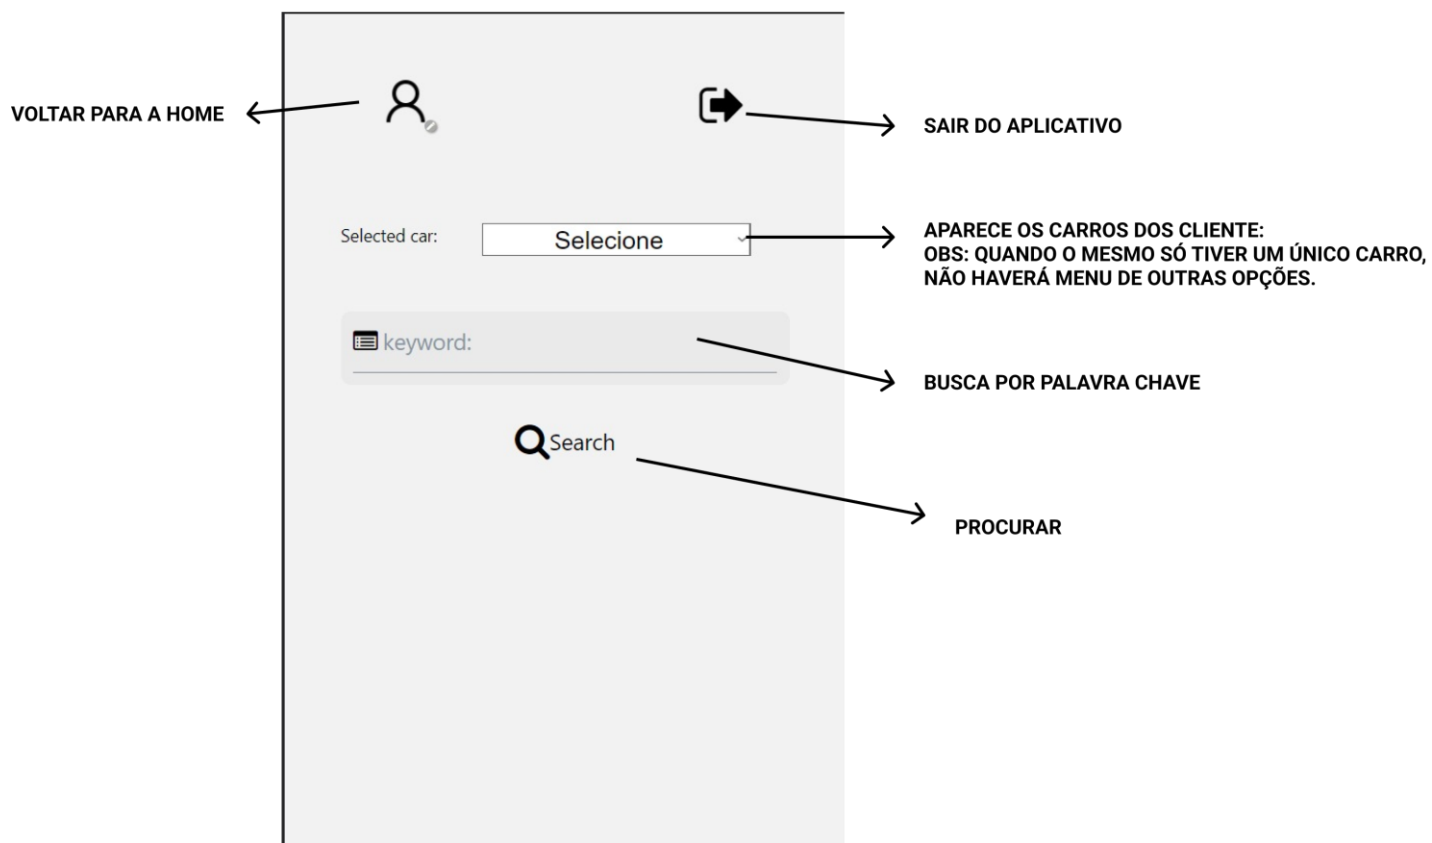 VOLTAR PARA A HOME
SAIR DO APLICATIVO
Selected car:
Selecione
APARECE OS CARROS DOS CLIENTE:
OBS: QUANDO O MESMO SÓ TIVER UM ÚNICO CARRO,
NÃO HAVERÁ MENU DE OUTRAS OPÇÕES.
keyword:
BUSCA POR PALAVRA CHAVE
Search
PROCURAR